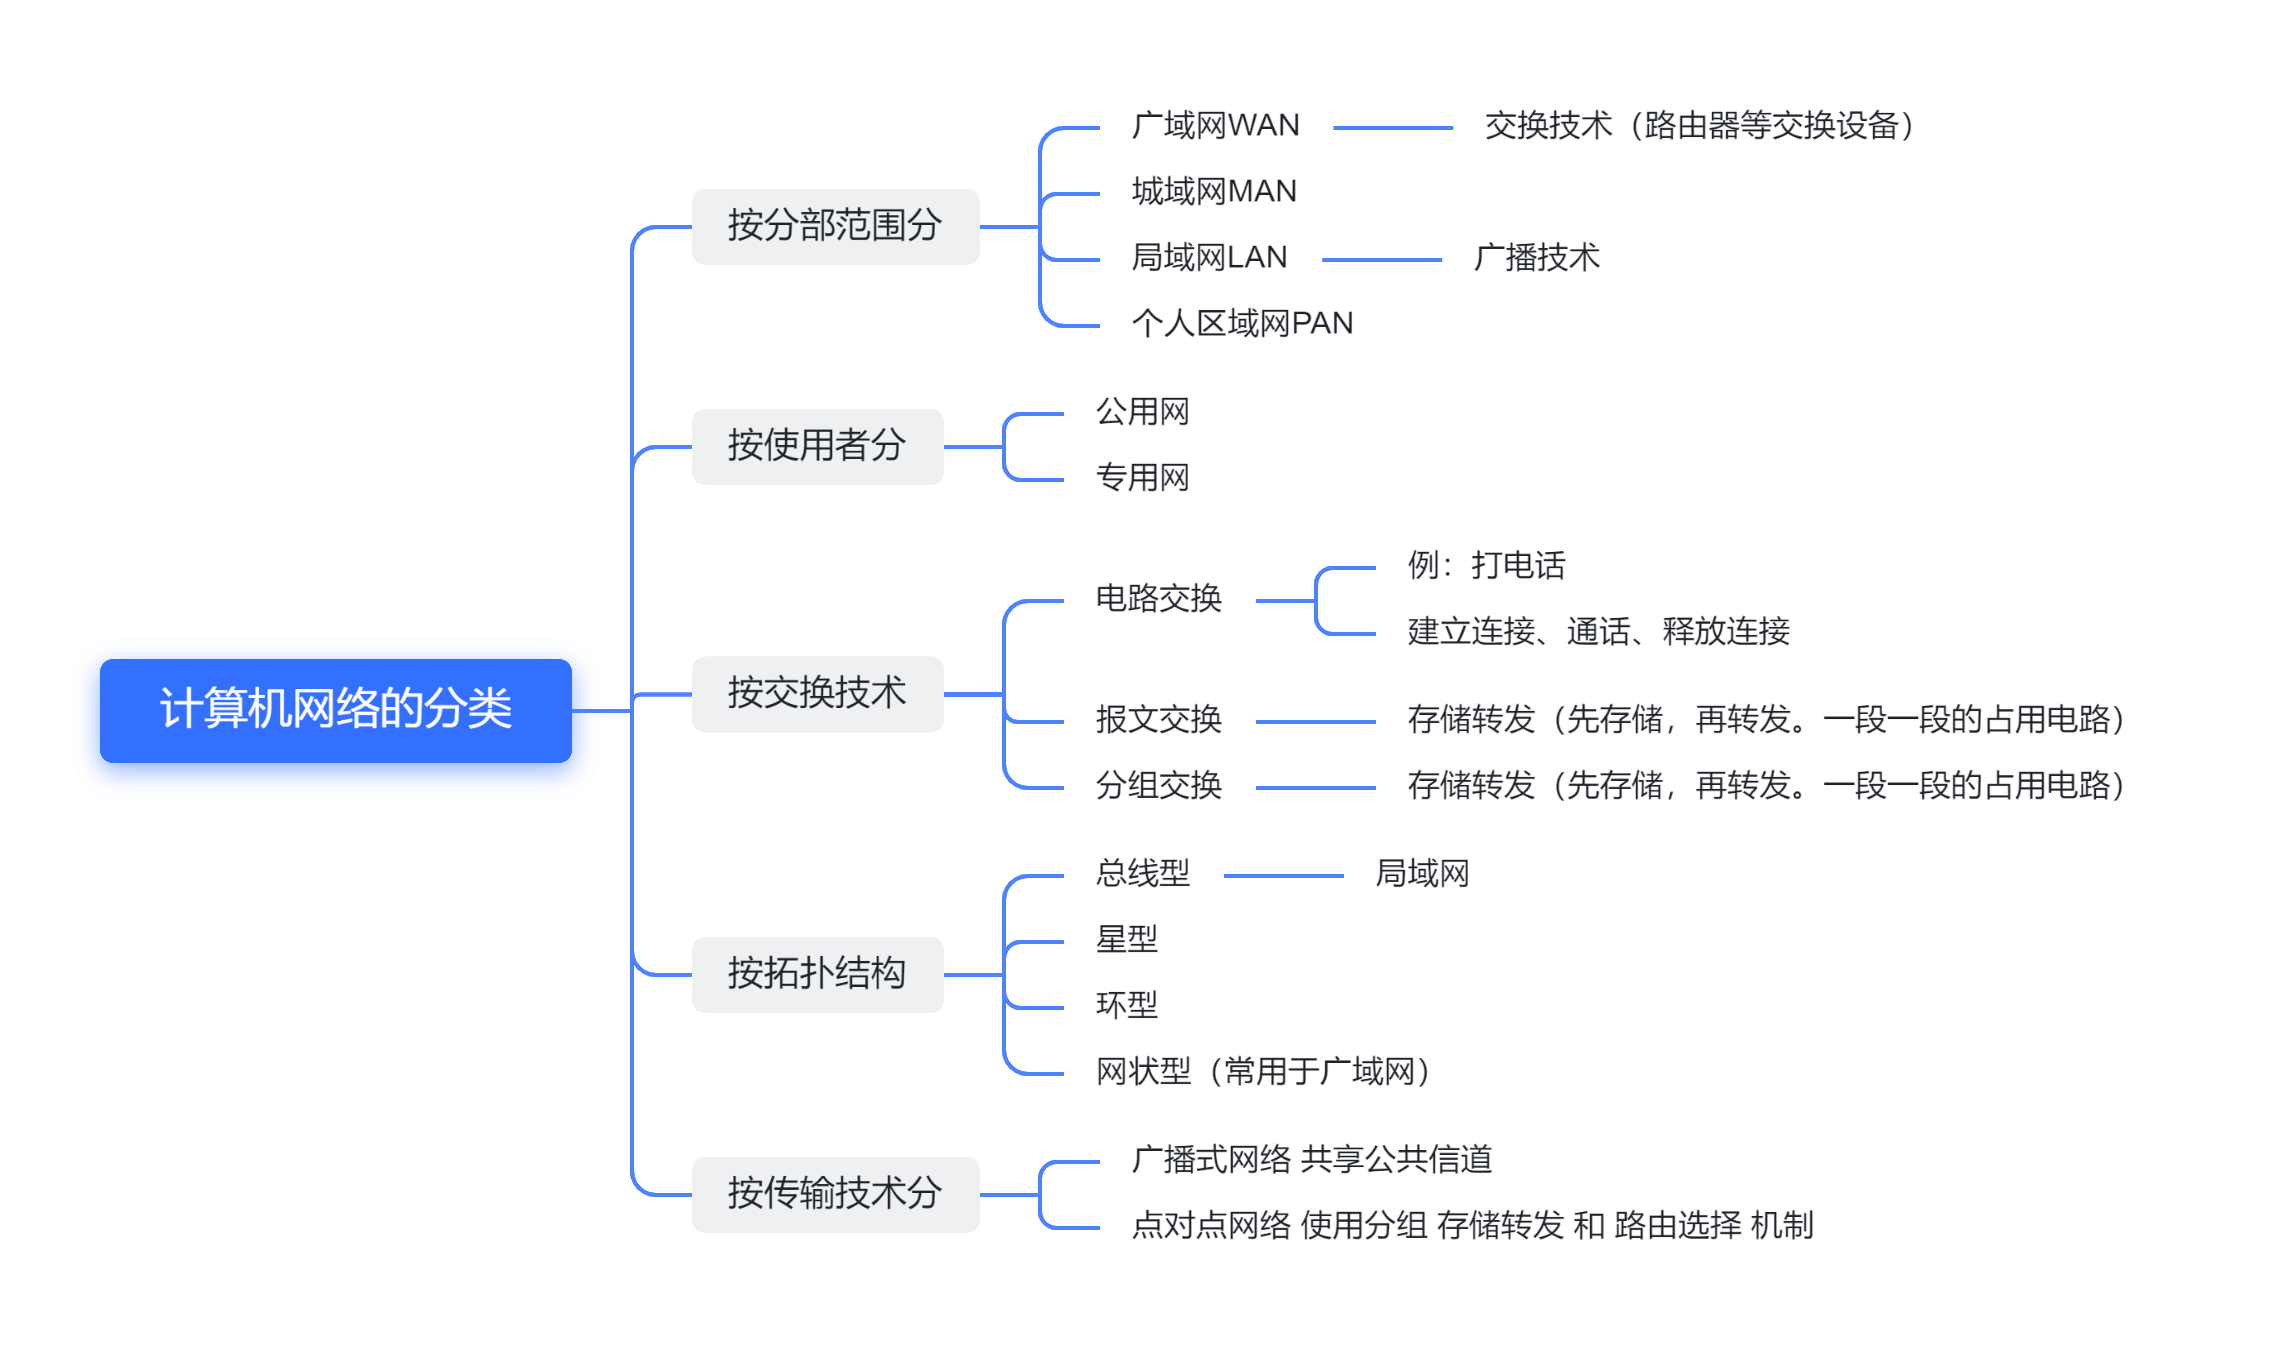 计算机网络的分类
按分部范围分
广域网WAN
交换技术（路由器等交换设备）
城域网MAN
局域网LAN
广播技术
个人区域网PAN
按使用者分
公用网
专用网
按交换技术
电路交换
例：打电话
建立连接、通话、释放连接
报文交换
存储转发（先存储，再转发。一段一段的占用电路）
分组交换
存储转发（先存储，再转发。一段一段的占用电路）
按拓扑结构
总线型
局域网
星型
环型
网状型（常用于广域网）
按传输技术分
广播式网络 共享公共信道
点对点网络 使用分组 存储转发 和 路由选择 机制